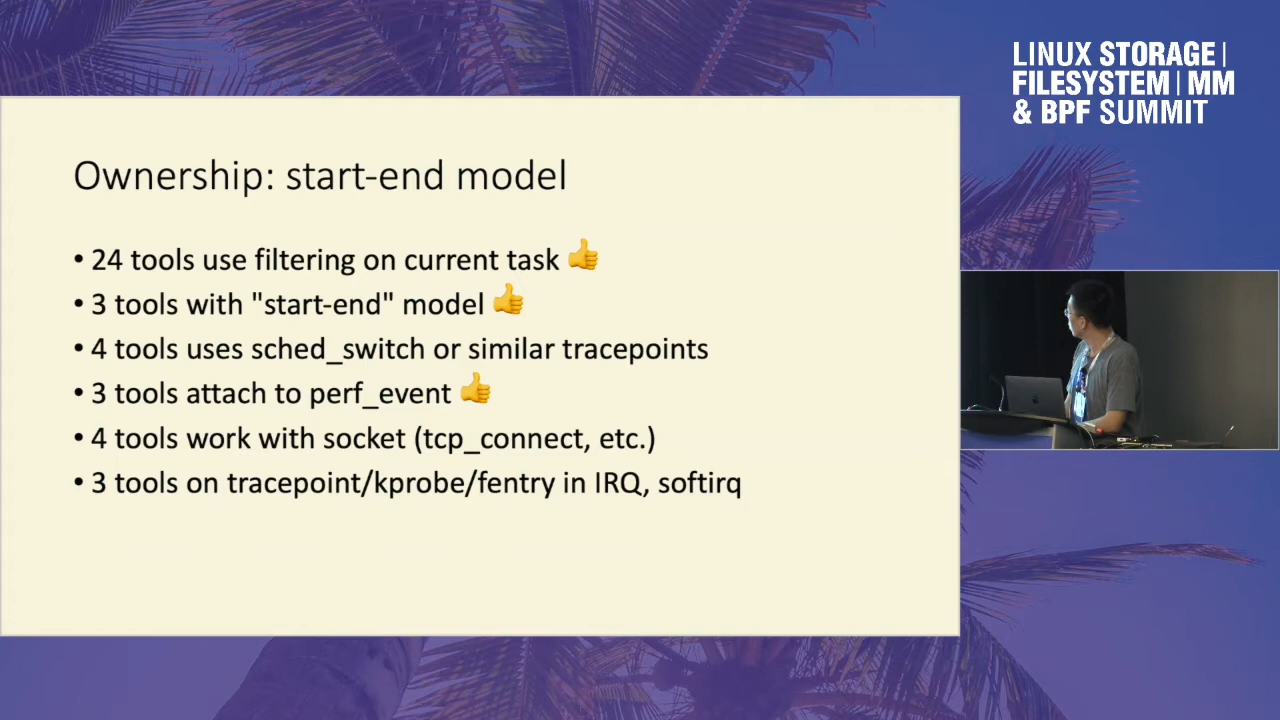 LINUX STORAGE |
FILESYSTEM | MM
& BPF SUMMIT
Ownership: start-end model
• 24 tools use filtering on current task 👍
• 3 tools with "start-end" model 👍
• 4 tools uses sched_switch or similar tracepoints
• 3 tools attach to perf_event 👍
• 4 tools work with socket (tcp_connect, etc.)
• 3 tools on tracepoint/kprobe/fentry in IRQ, softirq